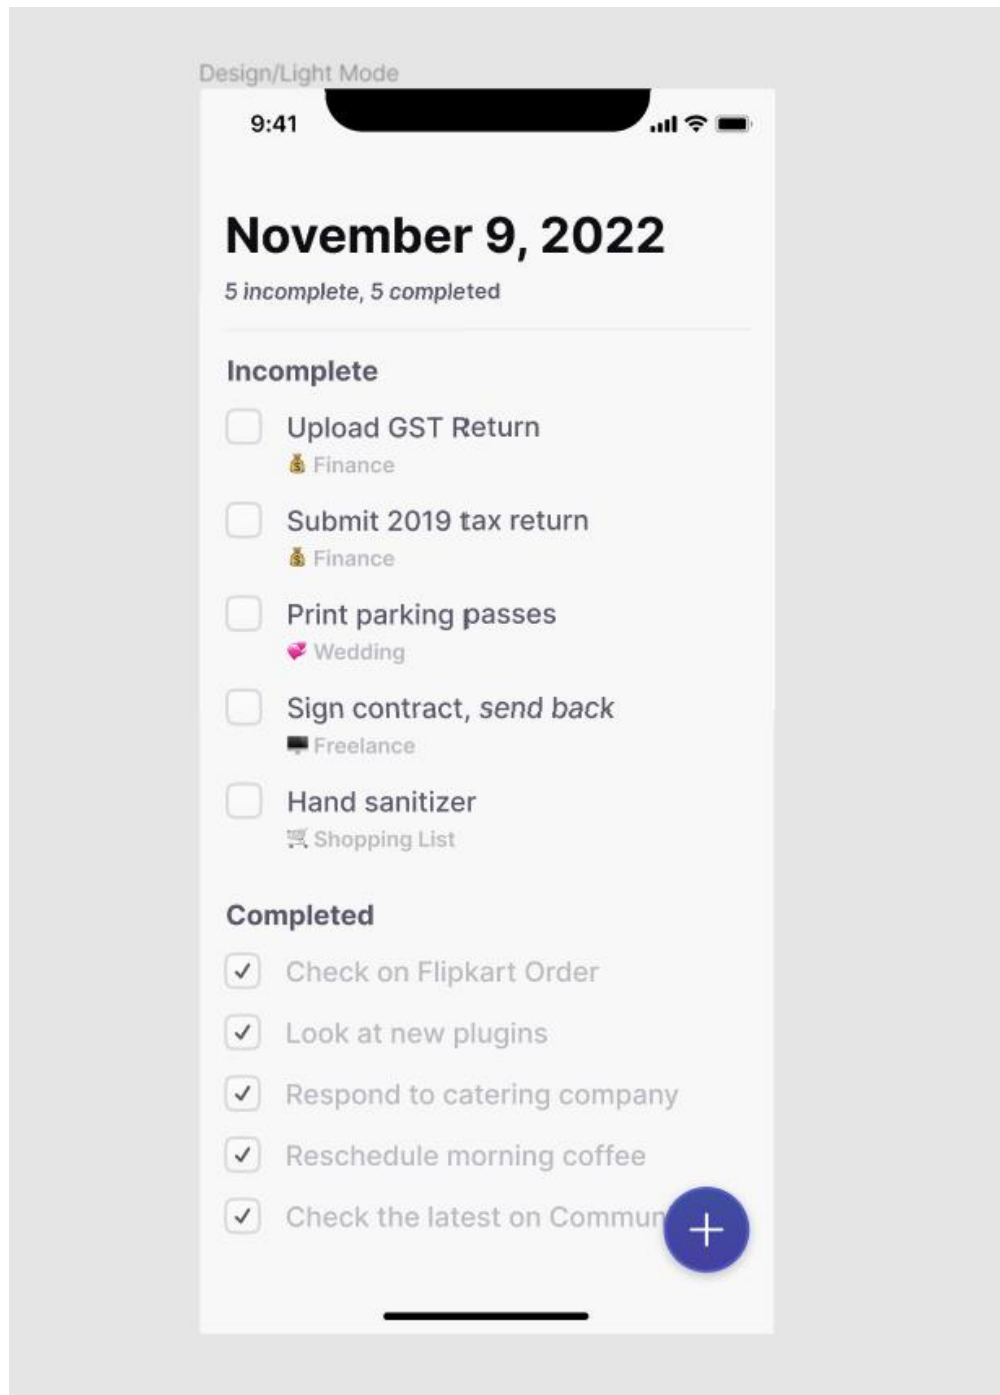 Design/Light Mode
9:41
November 9, 2022
5 incomplete, 5 completed
Incomplete
Upload GST Return
Finance
Submit 2019 tax return
Finance
Print parking passes
Wedding
Sign contract, send back
Freelance
Hand sanitizer
Shopping List
Completed
Check on Flipkart Order
Look at new plugins
Respond to catering company
Reschedule morning coffee
Check the latest on